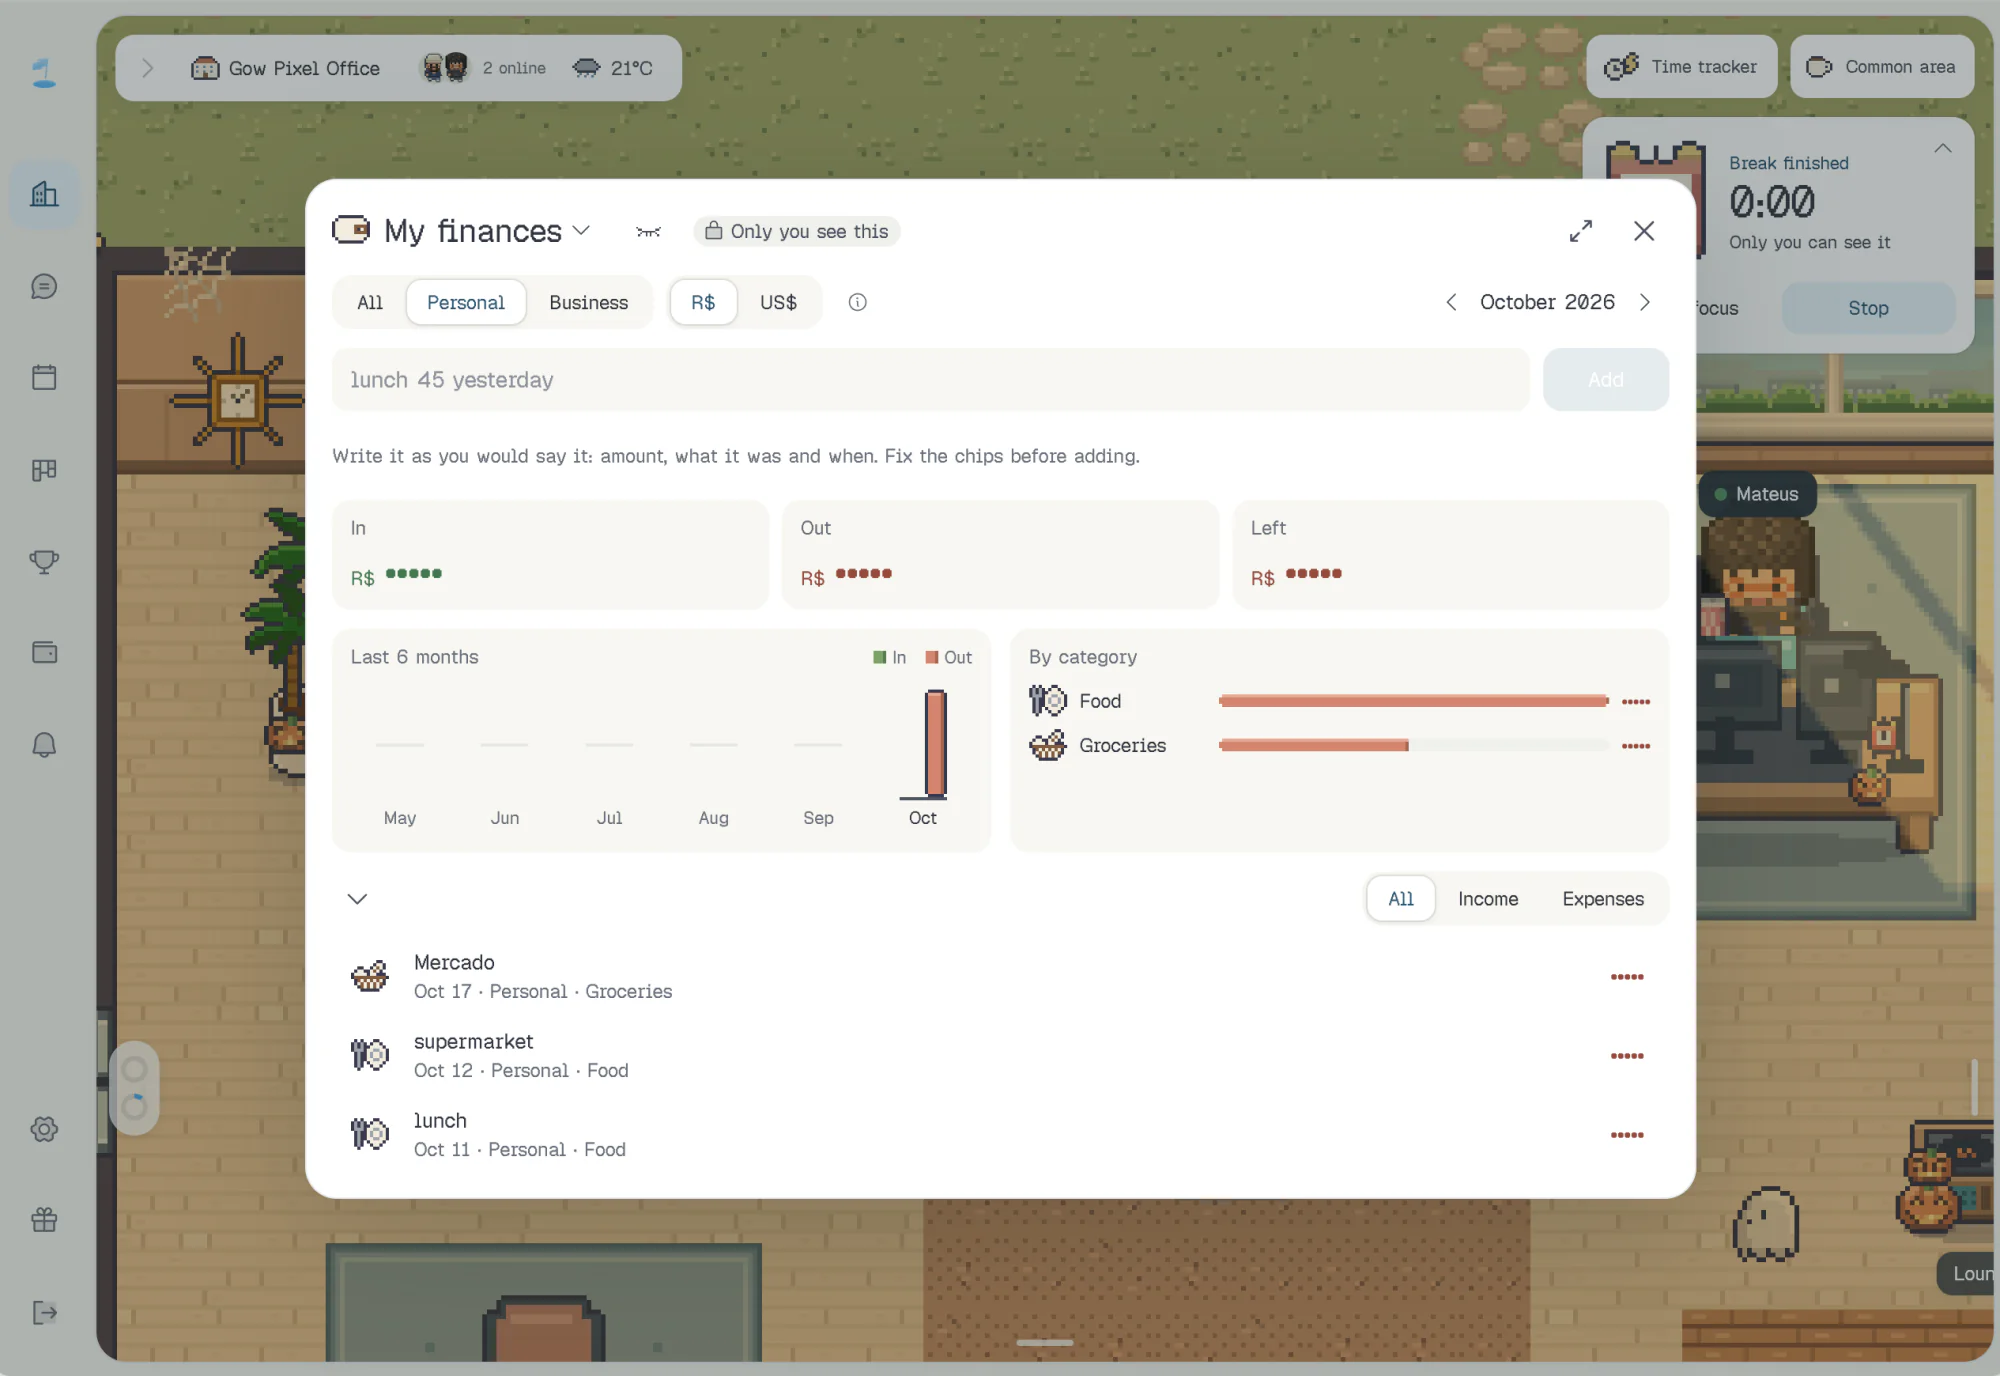 Gow Pixel Office
2 online
21°C
Time tracker
Common area
Break finished
0:00
Only you can see it
Stop
My finances
Only you see this
All
Personal
Business
R$
US$
October 2026
lunch 45 yesterday
Add
Write it as you would say it: amount, what it was and when. Fix the chips before adding.
In
R$ •••••
Out
R$ •••••
Left
R$ •••••
Last 6 months
In
Out
May
Jun
Jul
Aug
Sep
Oct
By category
Food •••••
Groceries •••••
All
Income
Expenses
Mercado
Oct 17 · Personal · Groceries
•••••
supermarket
Oct 12 · Personal · Food
•••••
lunch
Oct 11 · Personal · Food
•••••
Mateus